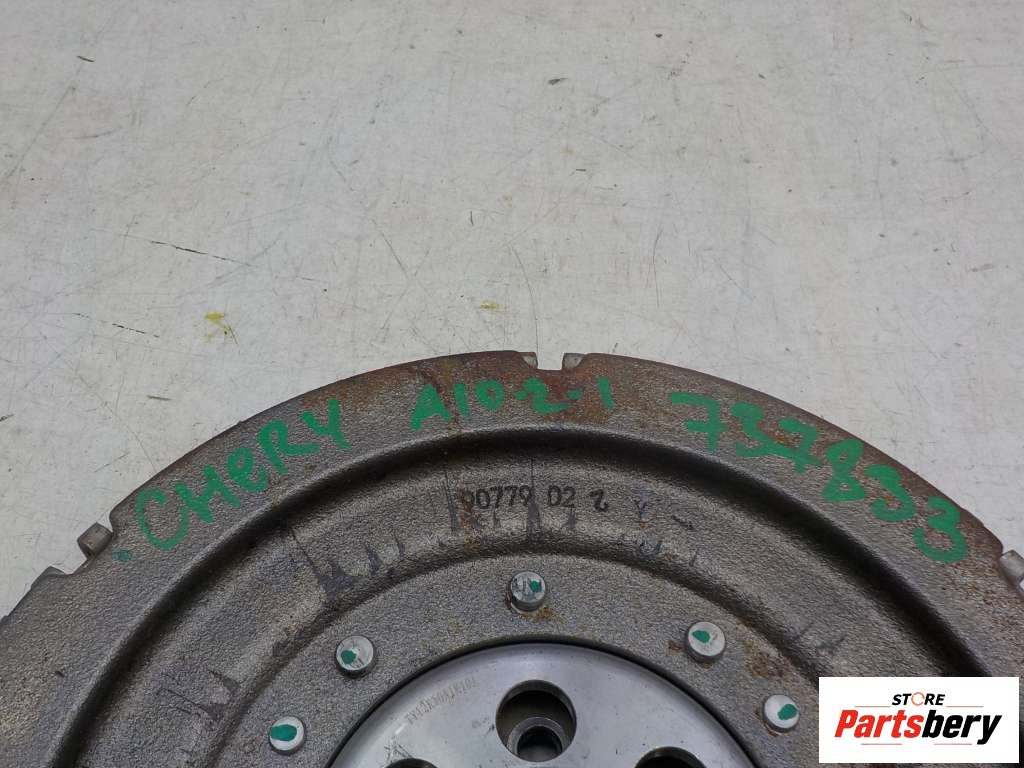 CHERY A10-2-1 737833
90779 02 2
STORE
Partsbery